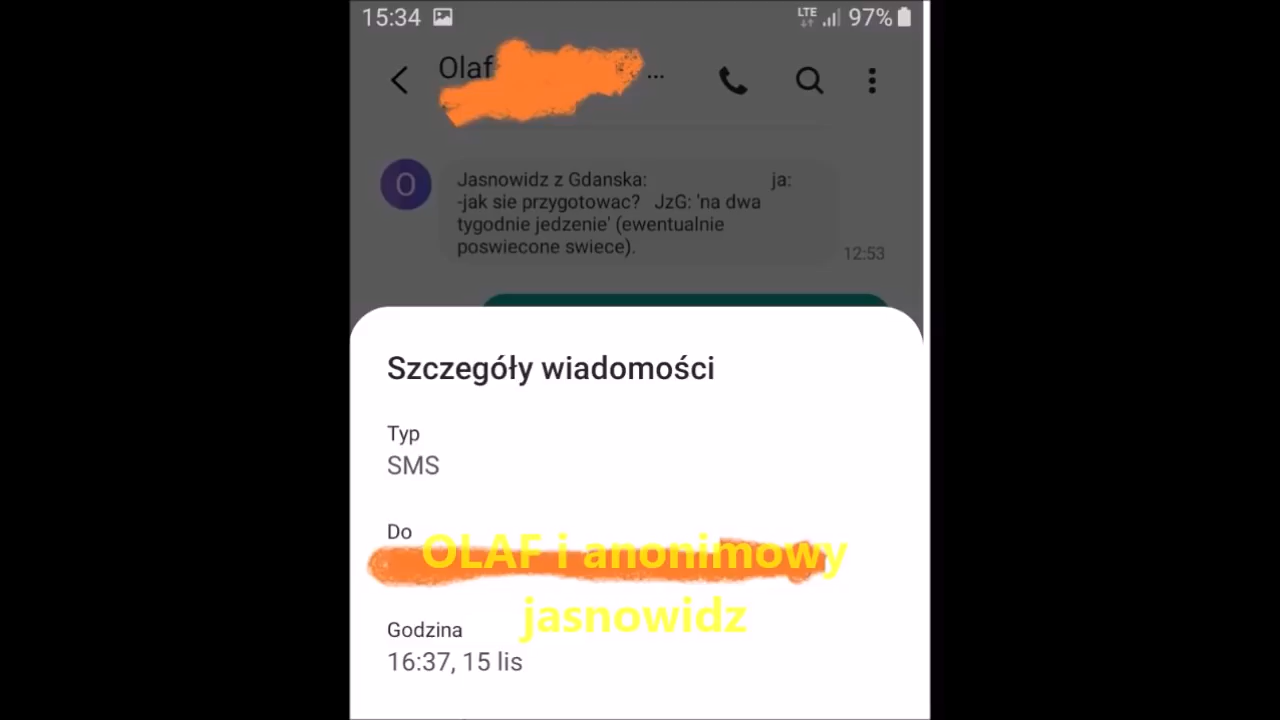 15:34
LTE
97%
Olaf
...
O
Jasnowidz z Gdanska: ja:
-jak sie przygotowac? JzG: 'na dwa
tygodnie jedzenie' (ewentualnie
poswiecone swiece).
12:53
Szczegóły wiadomości
Typ
SMS
Do
OLAF i anonimowy
jasnowidz
Godzina
16:37, 15 lis